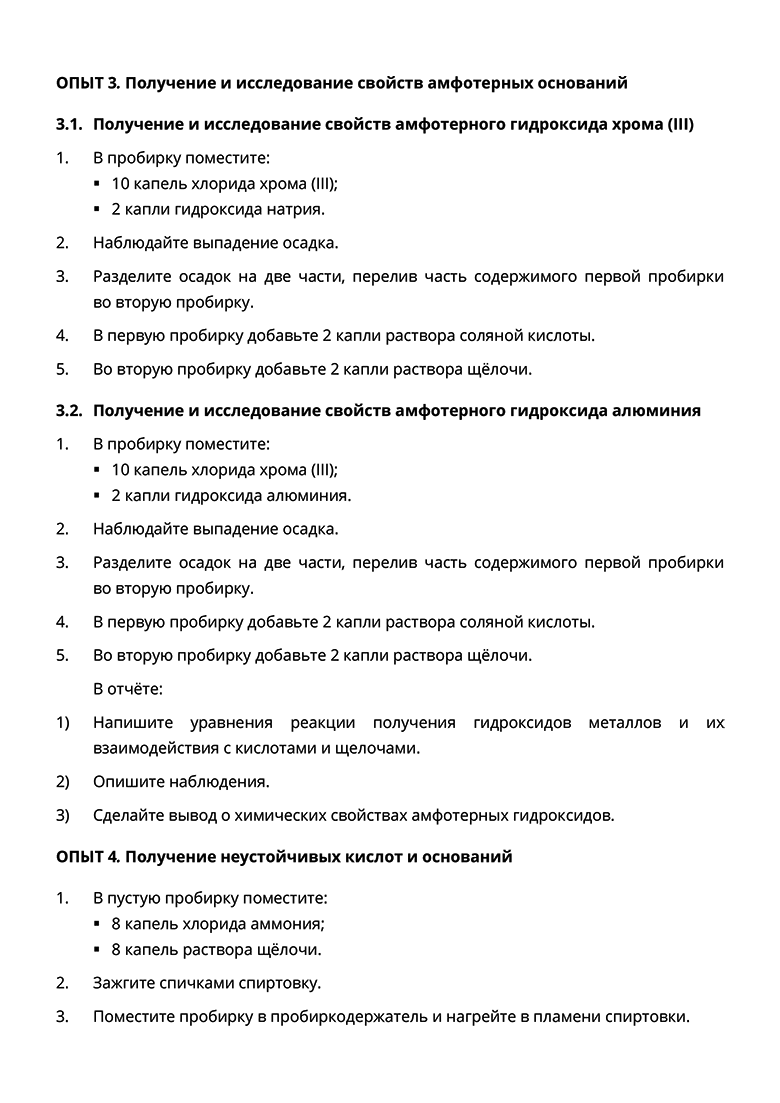 ОПЫТ 3. Получение и исследование свойств амфотерных оснований
3.1. Получение и исследование свойств амфотерного гидроксида хрома (III)
1. В пробирку поместите:
▪ 10 капель хлорида хрома (III);
▪ 2 капли гидроксида натрия.
2. Наблюдайте выпадение осадка.
3. Разделите осадок на две части, перелив часть содержимого первой пробирки
во вторую пробирку.
4. В первую пробирку добавьте 2 капли раствора соляной кислоты.
5. Во вторую пробирку добавьте 2 капли раствора щёлочи.
3.2. Получение и исследование свойств амфотерного гидроксида алюминия
1. В пробирку поместите:
▪ 10 капель хлорида хрома (III);
▪ 2 капли гидроксида алюминия.
2. Наблюдайте выпадение осадка.
3. Разделите осадок на две части, перелив часть содержимого первой пробирки
во вторую пробирку.
4. В первую пробирку добавьте 2 капли раствора соляной кислоты.
5. Во вторую пробирку добавьте 2 капли раствора щёлочи.
В отчёте:
1) Напишите уравнения реакции получения гидроксидов металлов и их
взаимодействия с кислотами и щелочами.
2) Опишите наблюдения.
3) Сделайте вывод о химических свойствах амфотерных гидроксидов.
ОПЫТ 4. Получение неустойчивых кислот и оснований
1. В пустую пробирку поместите:
▪ 8 капель хлорида аммония;
▪ 8 капель раствора щёлочи.
2. Зажгите спичками спиртовку.
3. Поместите пробирку в пробиркодержатель и нагрейте в пламени спиртовки.